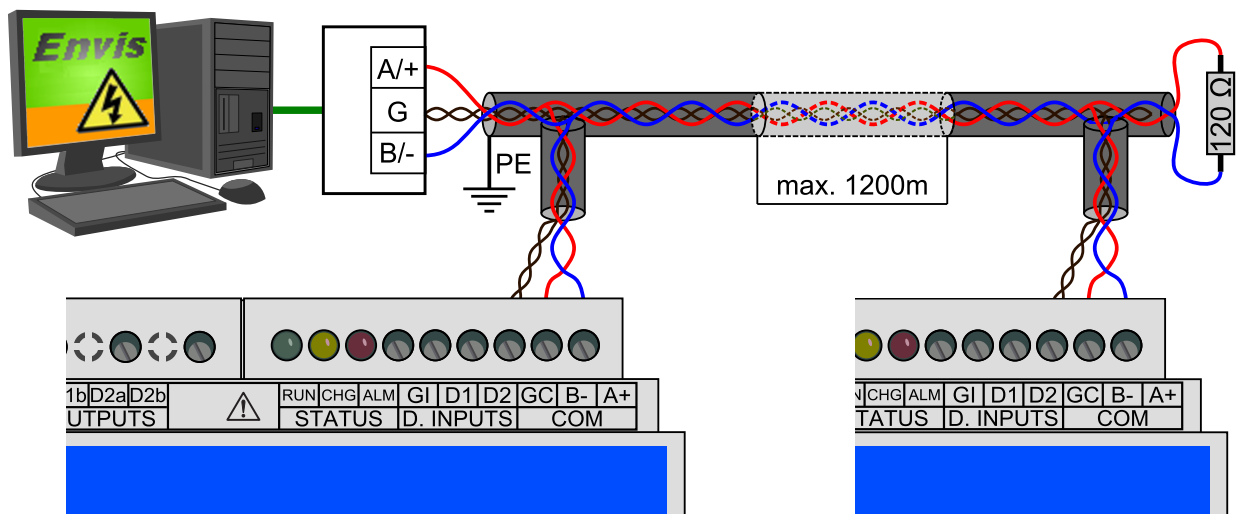 Envis
A/+
G
B/-
PE
max. 1200m
120 Ω
1b D2a D2b
UTPUTS
RUN CHG ALM GI D1 D2 GC B- A+
STATUS D. INPUTS COM
CHG ALM GI D1 D2 GC B- A+
TATUS D. INPUTS COM